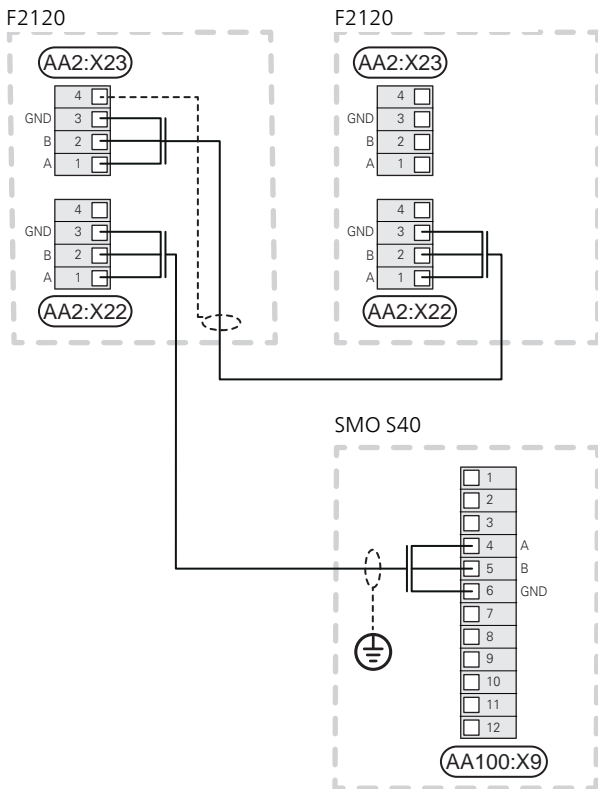 F2120
AA2:X23
4
GND 3
B 2
A 1
4
GND 3
B 2
A 1
AA2:X22
F2120
AA2:X23
4
GND 3
B 2
A 1
4
GND 3
B 2
A 1
AA2:X22
SMO S40
1
2
3
4 A
5 B
6 GND
7
8
9
10
11
12
AA100:X9